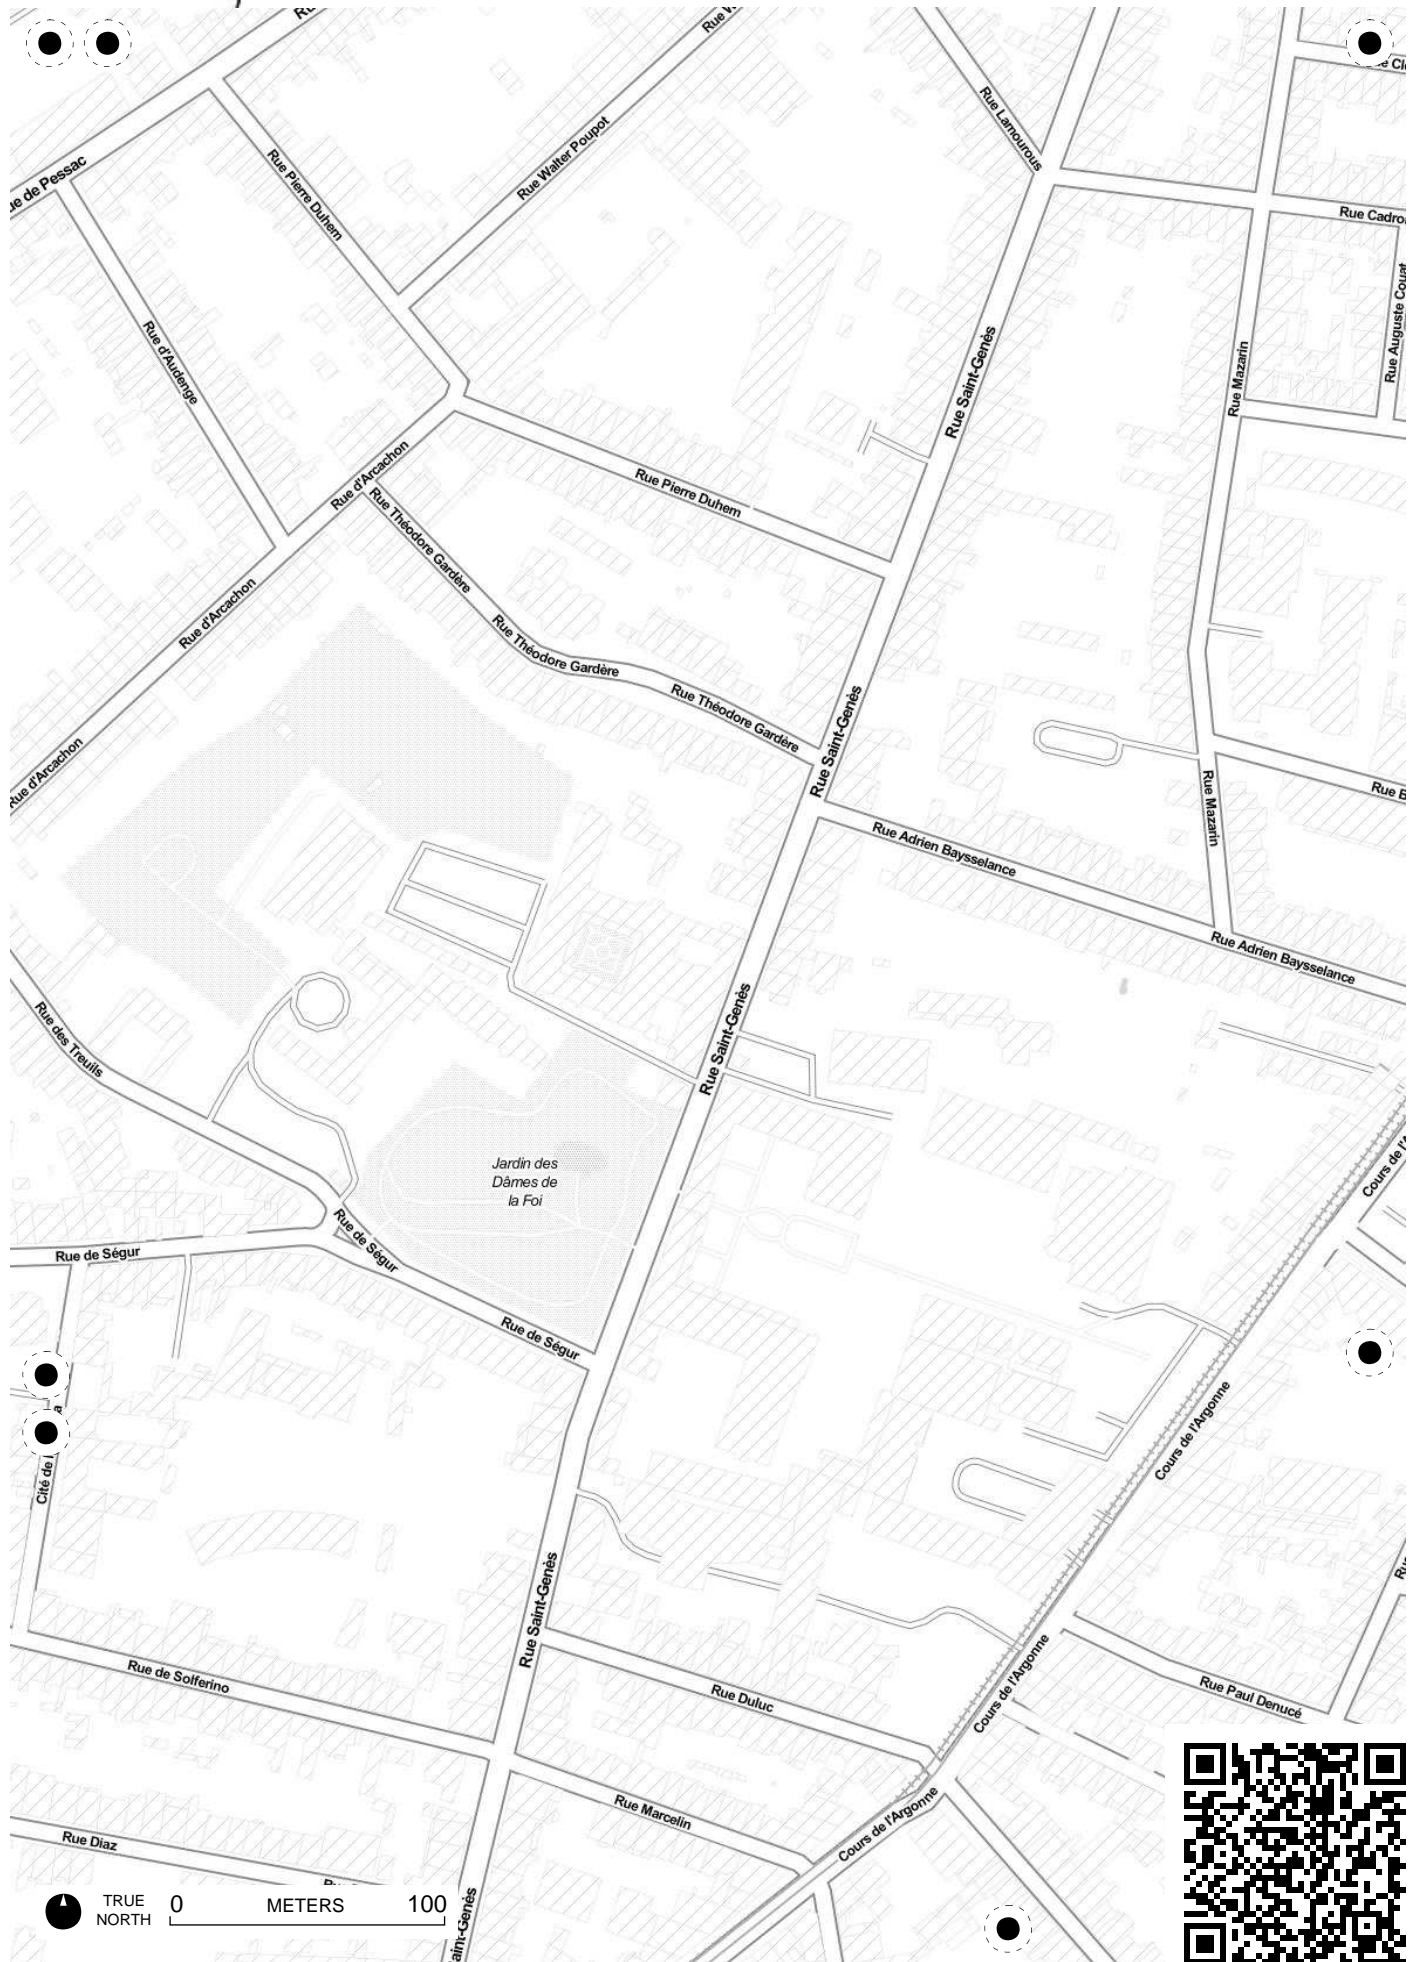 Rue Lamourous
Rue Walter Poupot
Rue Pierre Duhem
de Pessac
Rue Cadro
Rue Auguste Couat
Rue d'Audenge
Rue Mazarin
Rue Saint-Genès
Rue d'Arcachon
Rue Pierre Duhem
Rue Théodore Gardère
Rue d'Arcachon
Rue Théodore Gardère
Rue Théodore Gardère
Rue Saint-Genès
Rue d'Arcachon
Rue B
Rue Mazarin
Rue Adrien Baysselance
Rue Adrien Baysselance
Rue Saint-Genès
Rue des Treuils
Jardin des
Dâmes de
la Foi
Cours de l'A
Rue de Ségur
Rue de Ségur
Rue de Ségur
Cours de l'Argonne
Cité de
Rue Saint-Genès
Rue de Solferino
Rue Duluc
Cours de l'Argonne
Rue Paul Denucé
Rue Marcelin
Cours de l'Argonne
Rue Diaz
TRUE
NORTH
0 METERS 100
aint-Genès